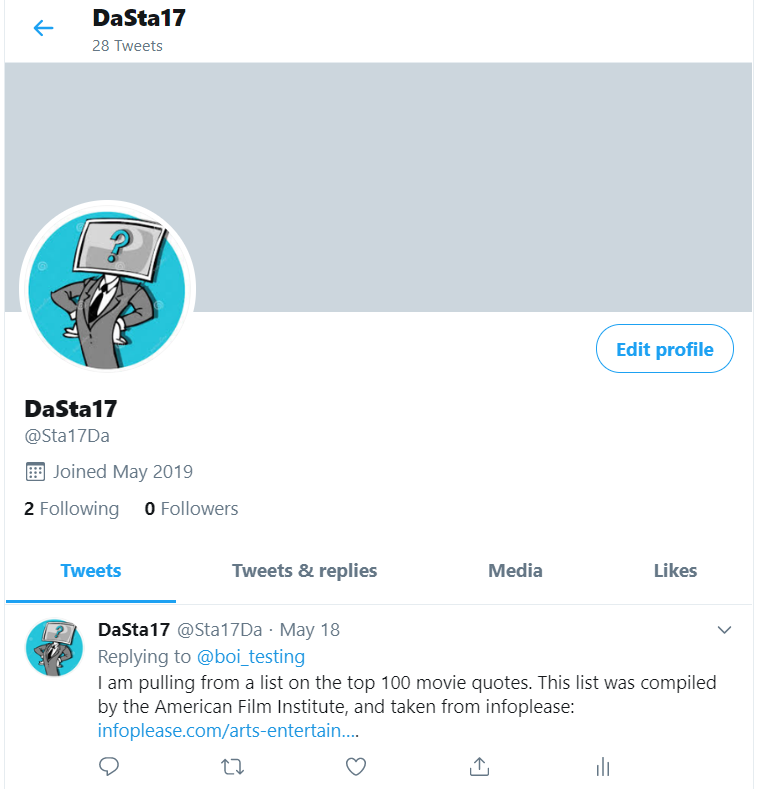 DaSta17
28 Tweets
?
Edit profile
DaSta17
@Sta17Da
Joined May 2019
2 Following 0 Followers
Tweets Tweets & replies Media Likes
DaSta17 @Sta17Da · May 18
Replying to @boi_testing
I am pulling from a list on the top 100 movie quotes. This list was compiled
by the American Film Institute, and taken from infoplease:
infoplease.com/arts-entertain....